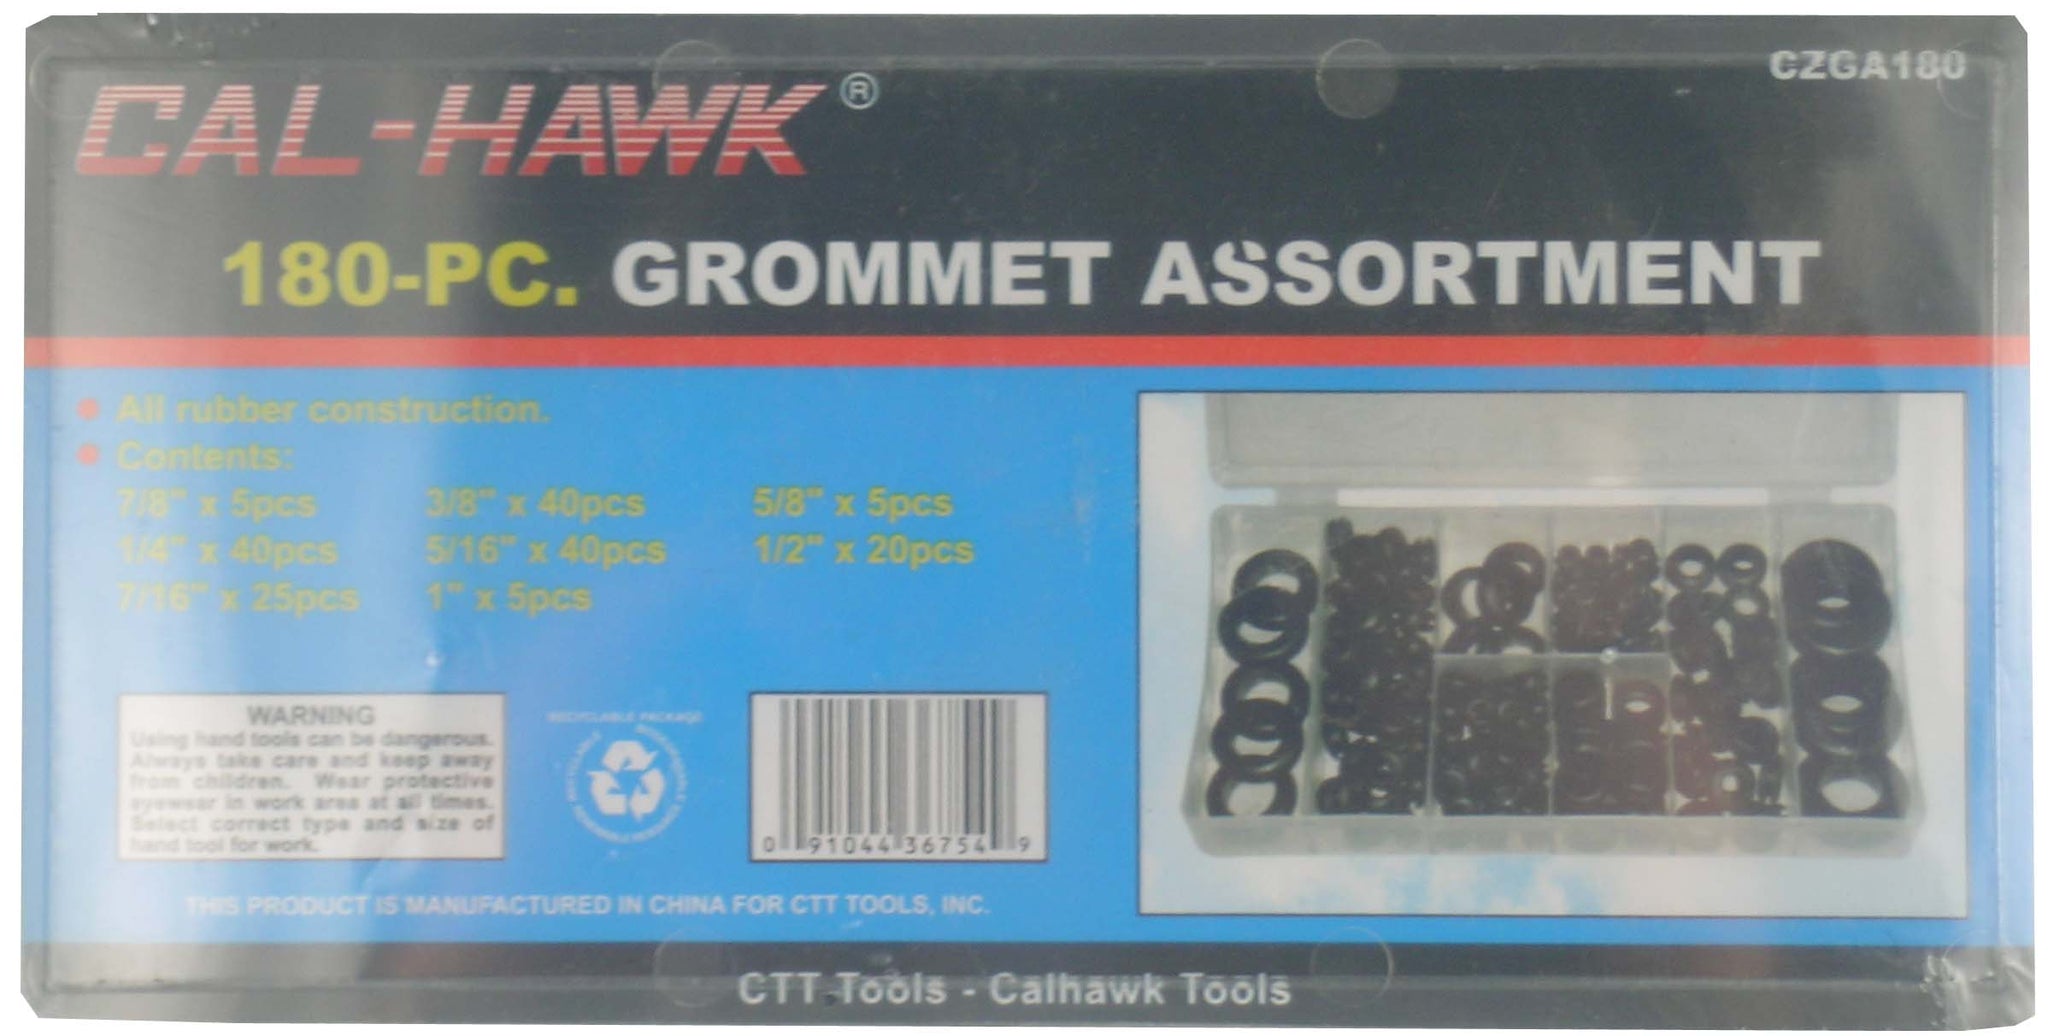 CAL-HAWK®
CZGA180
180-PC. GROMMET ASSORTMENT
All rubber construction.
Contents:
7/8" x 5pcs 3/8" x 40pcs 5/8" x 5pcs
1/4" x 40pcs 5/16" x 40pcs 1/2" x 20pcs
7/16" x 25pcs 1" x 5pcs
WARNING
Using hand tools can be dangerous.
Always take care and keep away
from children. Wear protective
eyewear in work area at all times.
Select correct type and size of
hand tool for work.
RECYCLABLE PACKAGE
0 91044 36754 9
THIS PRODUCT IS MANUFACTURED IN CHINA FOR CTT TOOLS, INC.
CTT Tools - Calhawk Tools